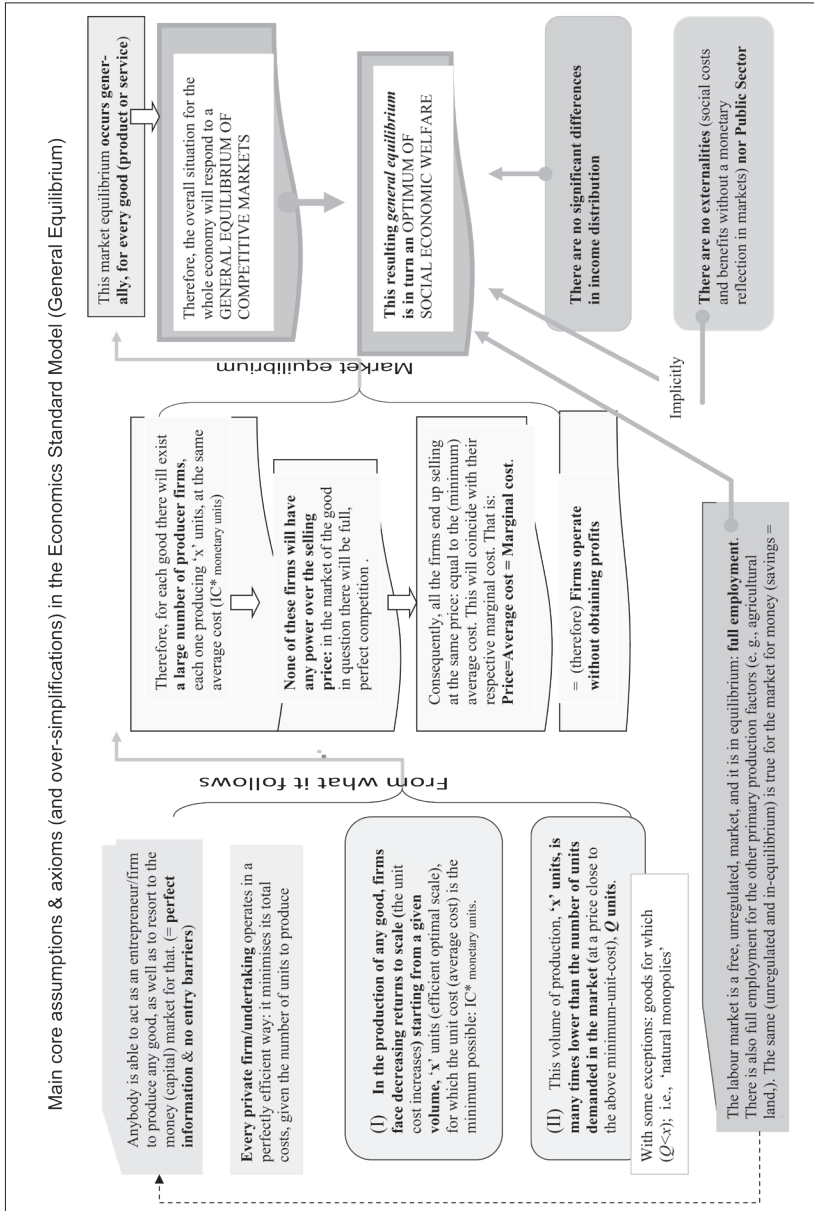 Main core assumptions & axioms (and over-simplifications) in the Economics Standard Model (General Equilibrium)
Anybody is able to act as an entrepreneur/firm
to produce any good, as well as to resort to the
money (capital) market for that. (= perfect
information & no entry barriers)
Every private firm/undertaking operates in a
perfectly efficient way: it minimises its total
costs, given the number of units to produce
(I) In the production of any good, firms
face decreasing returns to scale (the unit
cost increases) starting from a given
volume, ‘x’ units (efficient optimal scale),
for which the unit cost (average cost) is the
minimum possible: IC* monetary units.
(II) This volume of production, ‘x’ units, is
many times lower than the number of units
demanded in the market (at a price close to
the above minimum-unit-cost), Q units.
With some exceptions: goods for which
(Q<x); i.e., ‘natural monopolies’
From what it follows
Therefore, for each good there will exist
a large number of producer firms,
each one producing ‘x’ units, at the same
average cost (IC* monetary units)
None of these firms will have
any power over the selling
price: in the market of the good
in question there will be full,
perfect competition .
Consequently, all the firms end up selling
at the same price: equal to the (minimum)
average cost. This will coincide with their
respective marginal cost. That is:
Price=Average cost = Marginal cost.
= (therefore) Firms operate
without obtaining profits
Market equilibrium
This market equilibrium occurs gener-
ally, for every good (product or service)
Therefore, the overall situation for the
whole economy will respond to a
GENERAL EQUILIBRIUM OF
COMPETITIVE MARKETS
This resulting general equilibrium
is in turn an OPTIMUM OF
SOCIAL ECONOMIC WELFARE
There are no significant differences
in income distribution
There are no externalities (social costs
and benefits without a monetary
reflection in markets) nor Public Sector
Implicitly
The labour market is a free, unregulated, market, and it is in equilibrium: full employment.
There is also full employment for the other primary production factors (e. g., agricultural
land,). The same (unregulated and in-equilibrium) is true for the market for money (savings =